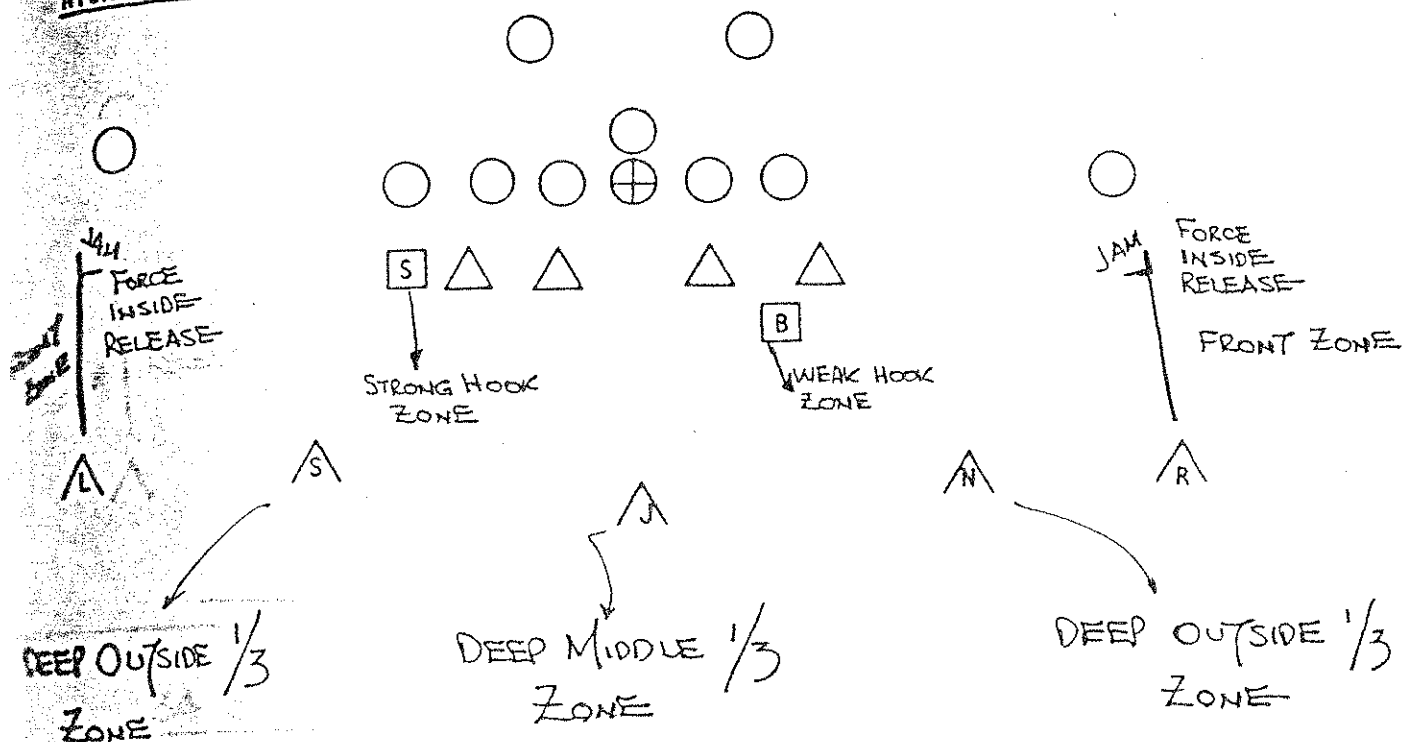 JAM
FORCE
INSIDE
RELEASE
S
B
JAM
FORCE
INSIDE
RELEASE
FRONT ZONE
STRONG HOOK
ZONE
WEAK HOOK
ZONE
L
S
J
N
R
DEEP OUTSIDE 1/3
ZONE
DEEP MIDDLE 1/3
ZONE
DEEP OUTSIDE 1/3
ZONE